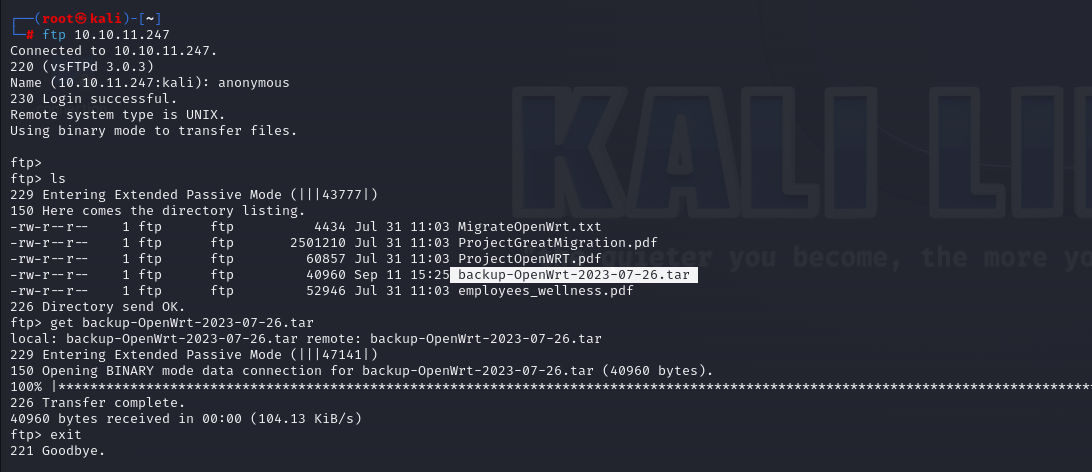 ┌──(root㉿kali)-[~]
└─# ftp 10.10.11.247
Connected to 10.10.11.247.
220 (vsFTPd 3.0.3)
Name (10.10.11.247:kali): anonymous
230 Login successful.
Remote system type is UNIX.
Using binary mode to transfer files.
ftp>
ftp> ls
229 Entering Extended Passive Mode (|||43777|)
150 Here comes the directory listing.
-rw-r--r--    1 ftp      ftp          4434 Jul 31 11:03 MigrateOpenWrt.txt
-rw-r--r--    1 ftp      ftp       2501210 Jul 31 11:03 ProjectGreatMigration.pdf
-rw-r--r--    1 ftp      ftp         60857 Jul 31 11:03 ProjectOpenWRT.pdf
-rw-r--r--    1 ftp      ftp         40960 Sep 11 15:25 backup-OpenWrt-2023-07-26.tar
-rw-r--r--    1 ftp      ftp         52946 Jul 31 11:03 employees_wellness.pdf
226 Directory send OK.
ftp> get backup-OpenWrt-2023-07-26.tar
local: backup-OpenWrt-2023-07-26.tar remote: backup-OpenWrt-2023-07-26.tar
229 Entering Extended Passive Mode (|||47141|)
150 Opening BINARY mode data connection for backup-OpenWrt-2023-07-26.tar (40960 bytes).
100% |***********************************************************************************************************************************
226 Transfer complete.
40960 bytes received in 00:00 (104.13 KiB/s)
ftp> exit
221 Goodbye.
KALI LI
quieter you become, the more yo